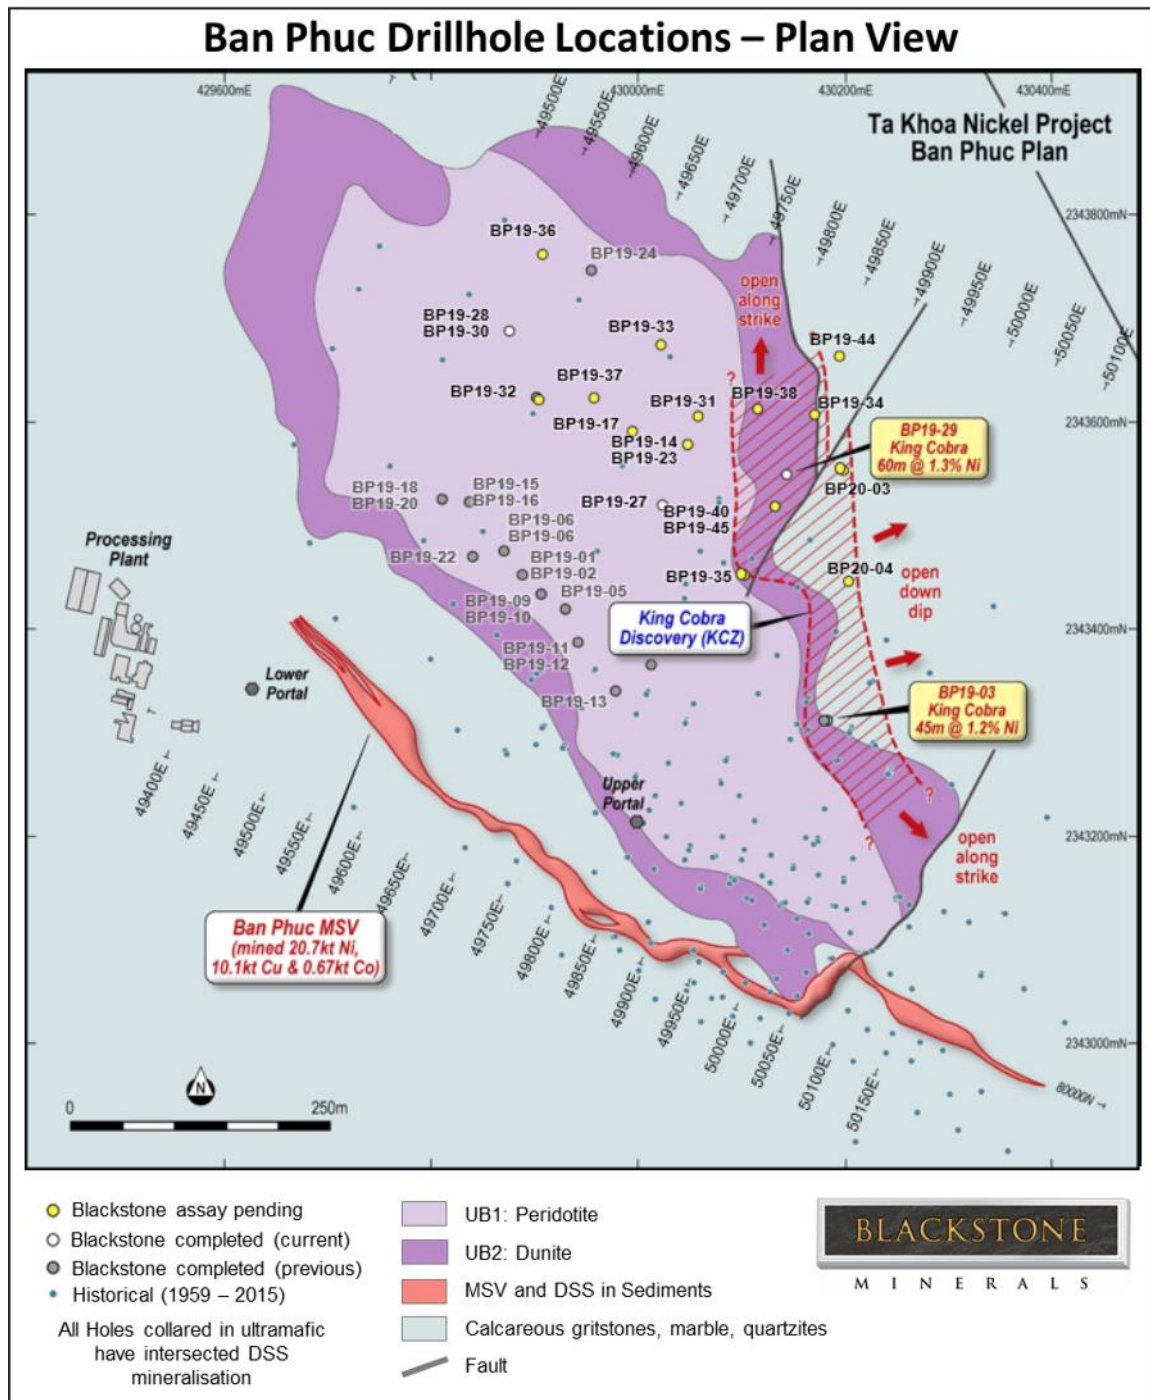 Ban Phuc Drillhole Locations – Plan View
429600mE
430000mE
430200mE
430400mE
Ta Khoa Nickel Project
Ban Phuc Plan
49500E
49550E
49600E
49650E
49700E
49750E
49800E
49850E
49900E
49950E
50000E
50050E
50100E
2343800mN
2343600mN
2343400mN
2343200mN
2343000mN
BP19-36
BP19-24
BP19-28
BP19-30
BP19-33
open
along
strike
BP19-44
BP19-32
BP19-37
BP19-31
BP19-38
BP19-34
BP19-17
BP19-14
BP19-23
BP19-29
King Cobra
60m @ 1.3% Ni
BP20-03
BP19-18
BP19-20
BP19-15
BP19-16
BP19-27
BP19-40
BP19-45
BP19-06
BP19-06
BP19-22
BP19-01
BP19-02
BP19-35
BP20-04
BP19-05
BP19-09
BP19-10
open
down
dip
King Cobra
Discovery (KCZ)
BP19-11
BP19-12
BP19-13
BP19-03
King Cobra
45m @ 1.2% Ni
?
?
?
?
open
along
strike
Processing
Plant
Lower
Portal
Upper
Portal
49400E
49450E
49500E
49550E
49600E
49650E
49700E
49750E
49800E
49850E
49900E
49950E
50000E
50050E
50100E
50150E
80000N
Ban Phuc MSV
(mined 20.7kt Ni,
10.1kt Cu & 0.67kt Co)
N
0
250m
Blackstone assay pending
Blackstone completed (current)
Blackstone completed (previous)
Historical (1959 – 2015)
All Holes collared in ultramafic
have intersected DSS
mineralisation
UB1: Peridotite
UB2: Dunite
MSV and DSS in Sediments
Calcareous gritstones, marble, quartzites
Fault
BLACKSTONE
MINERALS